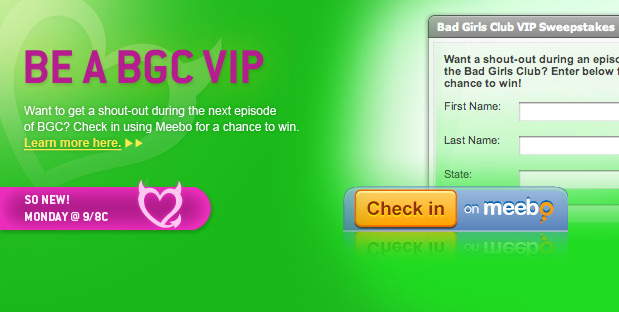 BE A BGC VIP
Want to get a shout-out during the next episode
of BGC? Check in using Meebo for a chance to win.
Learn more here.
SO NEW!
MONDAY @ 9/8C
Bad Girls Club VIP Sweepstakes
Want a shout-out during an episo
the Bad Girls Club? Enter below f
chance to win!
First Name:
Last Name:
State:
Check in on meebo